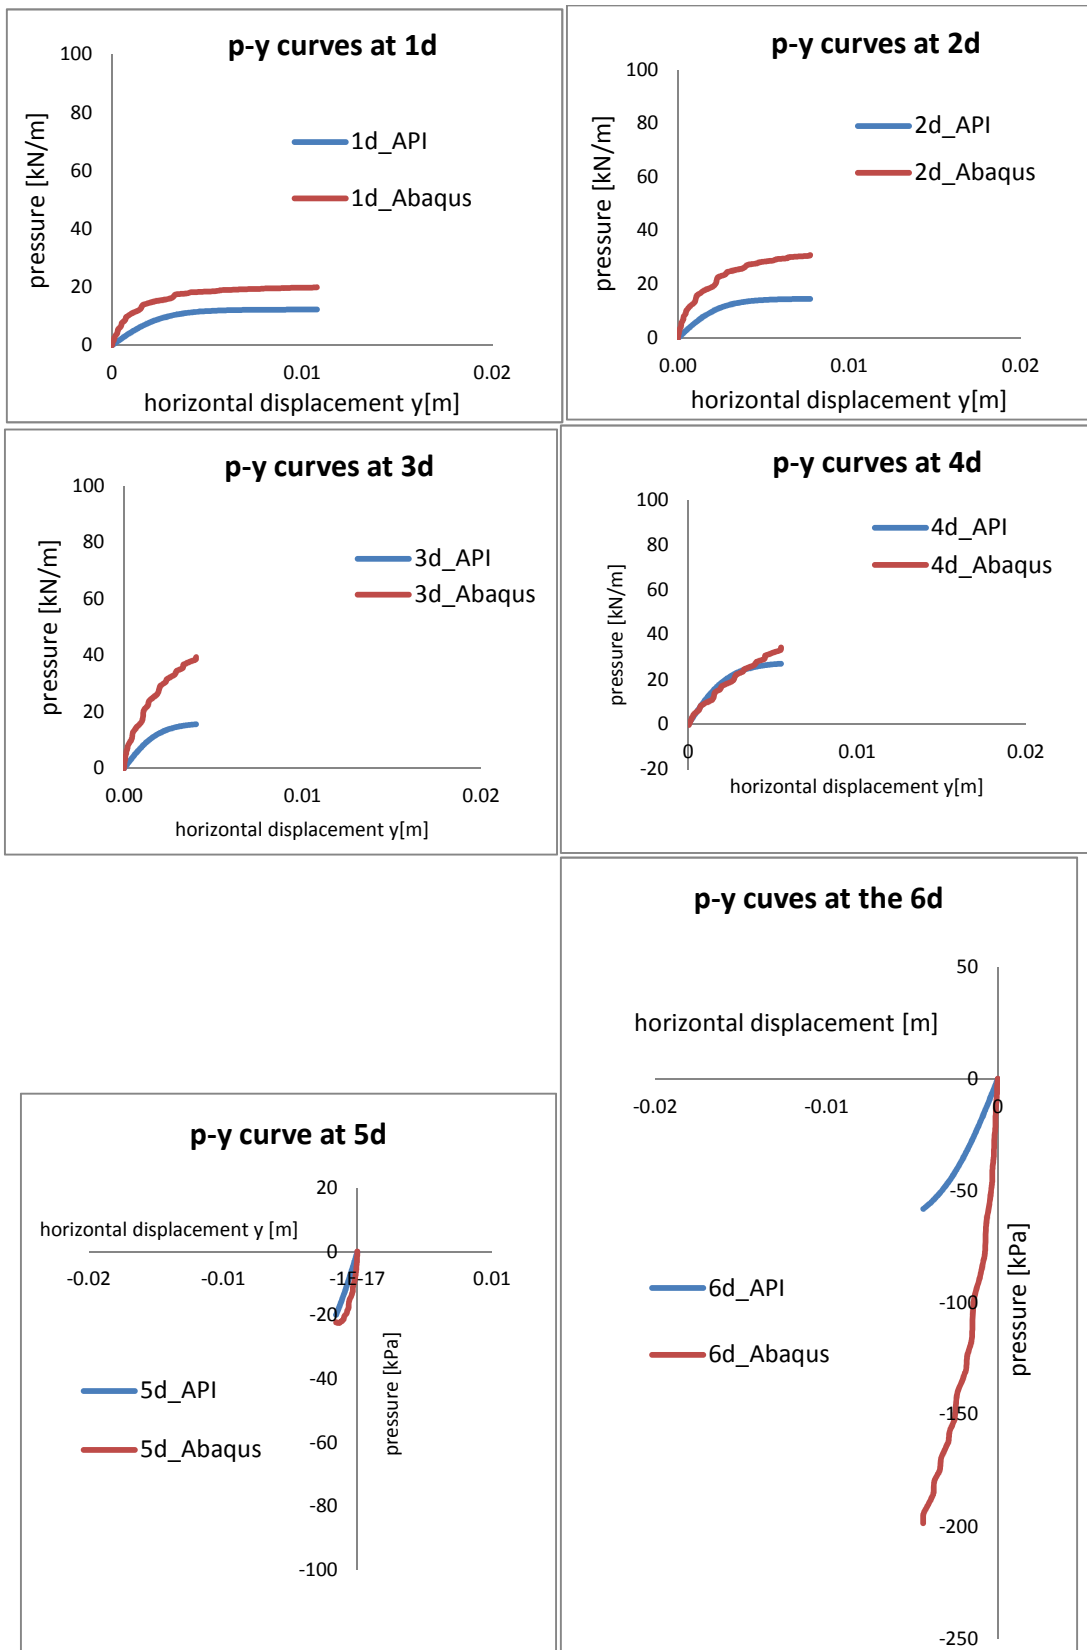 p-y curves at 1d
100
80
60
40
20
0
pressure [kN/m]
1d_API
1d_Abaqus
0
0.01
0.02
horizontal displacement y[m]
p-y curves at 2d
100
80
60
40
20
0
pressure [kN/m]
2d_API
2d_Abaqus
0.00
0.01
0.02
horizontal displacement y[m]
p-y curves at 3d
100
80
60
40
20
0
pressure [kN/m]
3d_API
3d_Abaqus
0.00
0.01
0.02
horizontal displacement y[m]
p-y curves at 4d
100
80
60
40
20
0
-20
pressure [kN/m]
4d_API
4d_Abaqus
0
0.01
0.02
horizontal displacement y[m]
p-y curve at 5d
20
horizontal displacement y [m]
0
-0.02
-0.01
-1E-17
0.01
-20
-40
-60
-80
-100
pressure [kPa]
5d_API
5d_Abaqus
p-y cuves at the 6d
50
horizontal displacement [m]
0
-0.02
-0.01
0
-50
-100
-150
-200
-250
pressure [kPa]
6d_API
6d_Abaqus